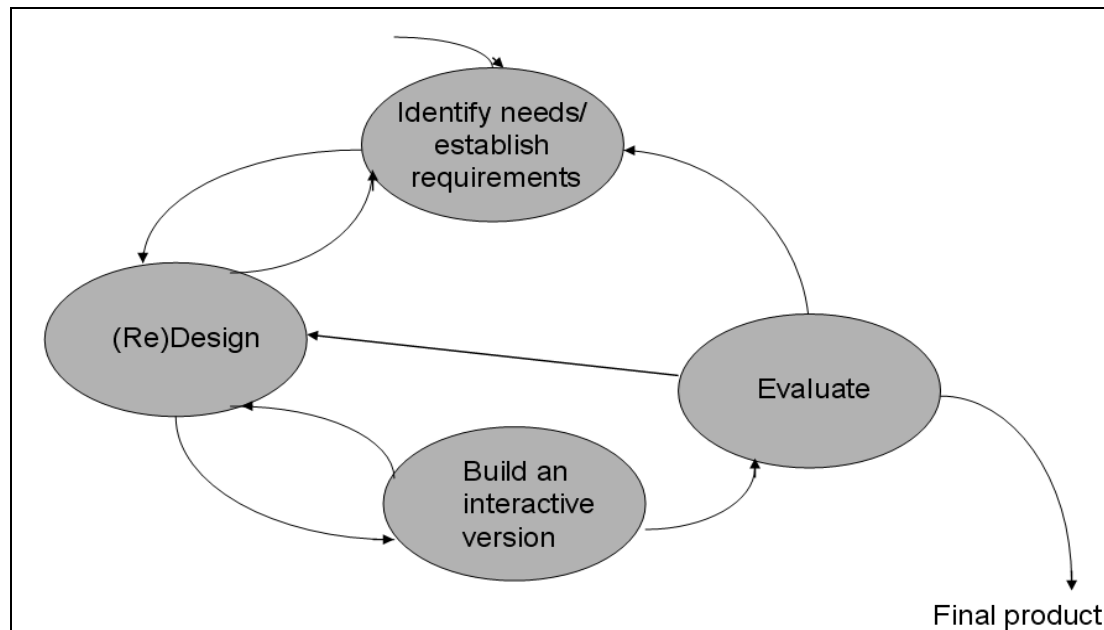 Identify needs/
establish
requirements
(Re)Design
Evaluate
Build an
interactive
version
Final product